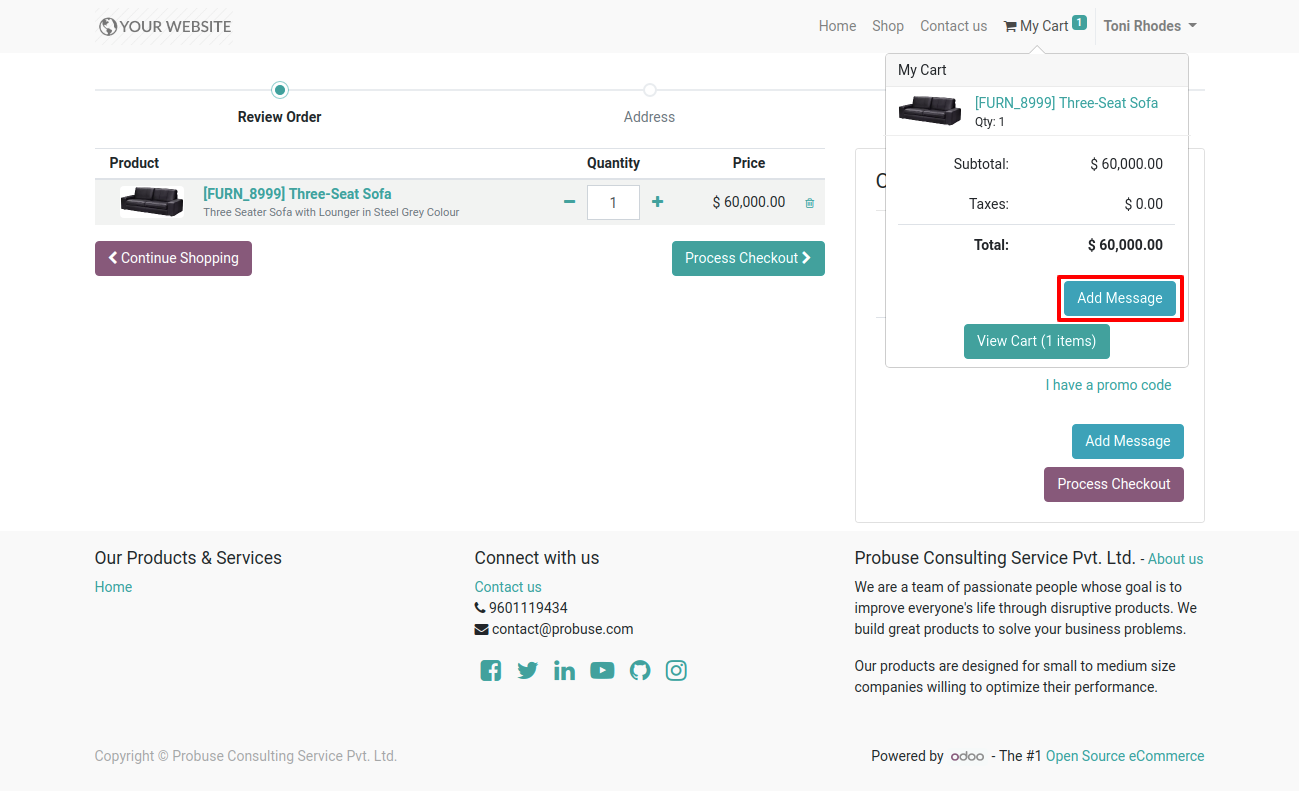 YOUR WEBSITE
Home Shop Contact us My Cart 1 Toni Rhodes
My Cart
[FURN_8999] Three-Seat Sofa
Qty: 1
Subtotal: $ 60,000.00
Taxes: $ 0.00
Total: $ 60,000.00
Add Message
View Cart (1 items)
Review Order Address
Product Quantity Price
[FURN_8999] Three-Seat Sofa 1 $ 60,000.00
Three Seater Sofa with Lounger in Steel Grey Colour
Continue Shopping Process Checkout
I have a promo code
Add Message
Process Checkout
Our Products & Services
Home
Connect with us
Contact us
9601119434
contact@probuse.com
Probuse Consulting Service Pvt. Ltd. - About us
We are a team of passionate people whose goal is to
improve everyone's life through disruptive products. We
build great products to solve your business problems.
Our products are designed for small to medium size
companies willing to optimize their performance.
Copyright © Probuse Consulting Service Pvt. Ltd.
Powered by odoo - The #1 Open Source eCommerce